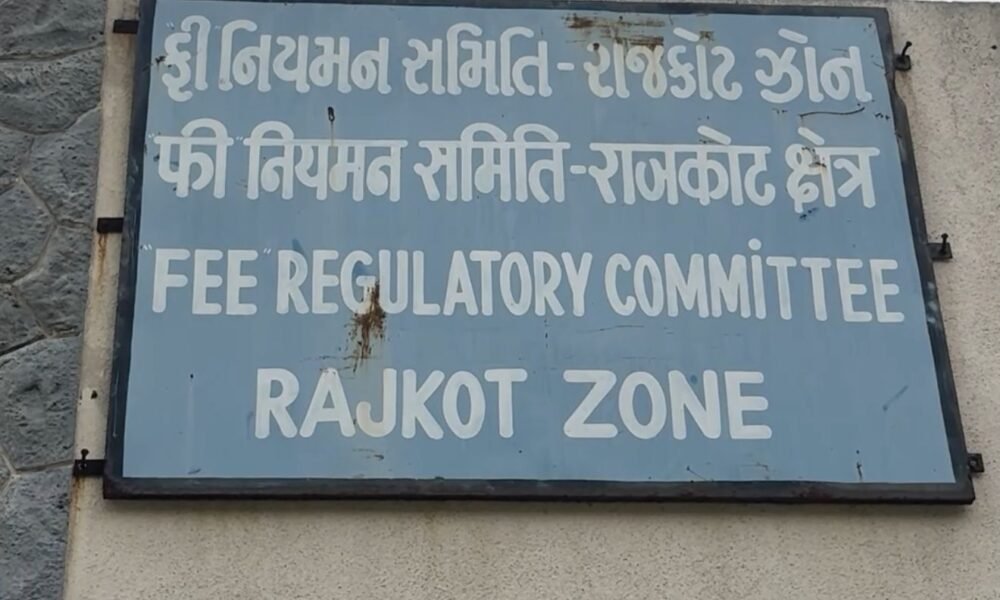 "ફી" નિયમન સમિતિ - રાજકોટ ઝોન
"फी" नियमन समिति - राजकोट क्षेत्र
"FEE" REGULATORY COMMiTTEE
RAJKOT ZONE